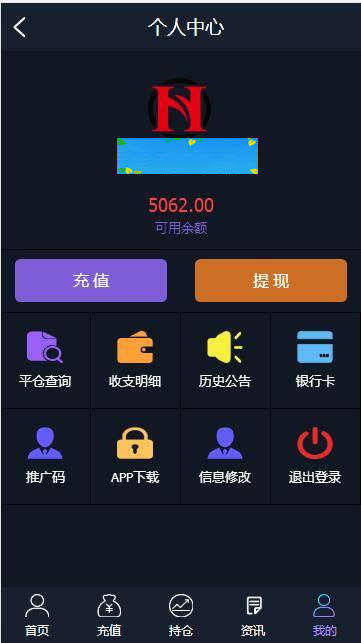 个人中心
5062.00
可用余额
充值 提现
平仓查询 收支明细 历史公告 银行卡
推广码 APP下载 信息修改 退出登录
首页 充值 持仓 资讯 我的